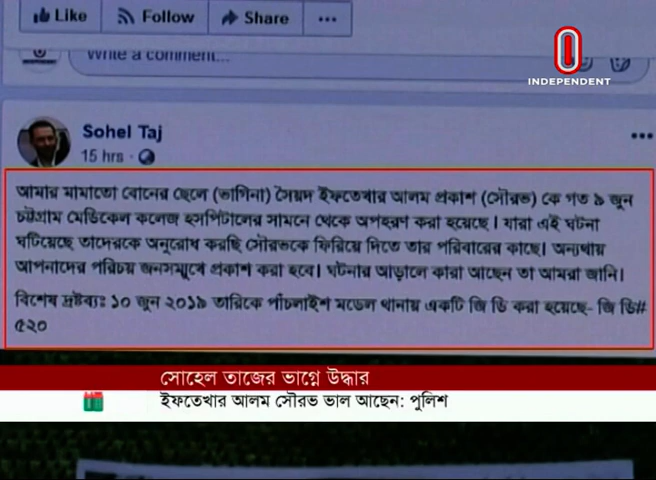 Like Follow Share ...
Write a comment...
INDEPENDENT
Sohel Taj
15 hrs
আমার মামাতো বোনের ছেলে (ভাগিনা) সৈয়দ ইফতেখার আলম প্রকাশ (সৌরভ) কে গত ৯ জুন
চট্টগ্রাম মেডিকেল কলেজ হসপিটালের সামনে থেকে অপহরণ করা হয়েছে। যারা এই ঘটনা
ঘটিয়েছে তাদেরকে অনুরোধ করছি সৌরভকে ফিরিয়ে দিতে তার পরিবারের কাছে। অন্যথায়
আপনাদের পরিচয় জনসম্মুখে প্রকাশ করা হবে। ঘটনার আড়ালে কারা আছেন তা আমরা জানি।
বিশেষ দ্রষ্টব্যঃ ১০ জুন ২০১৯ তারিকে পাঁচলাইশ মডেল থানায় একটি জি ডি করা হয়েছে- জি ডি#
৫২০
সোহেল তাজের ভাগ্নে উদ্ধার
ইফতেখার আলম সৌরভ ভাল আছেন: পুলিশ